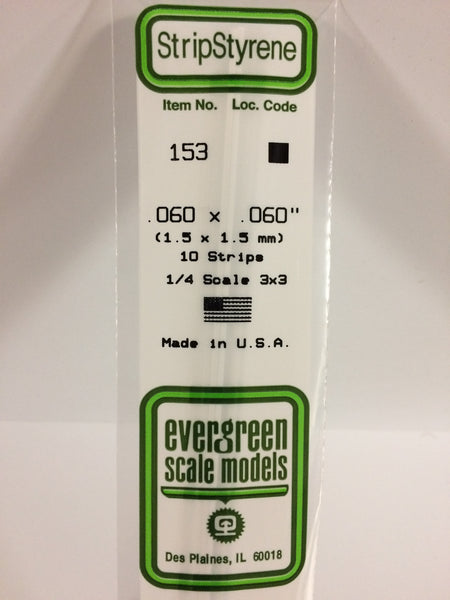 StripStyrene
Item No. Loc. Code
153
.060 x .060"
(1.5 x 1.5 mm)
10 Strips
1/4 Scale 3x3
Made in U.S.A.
evergreen
scale models
Des Plaines, IL 60018